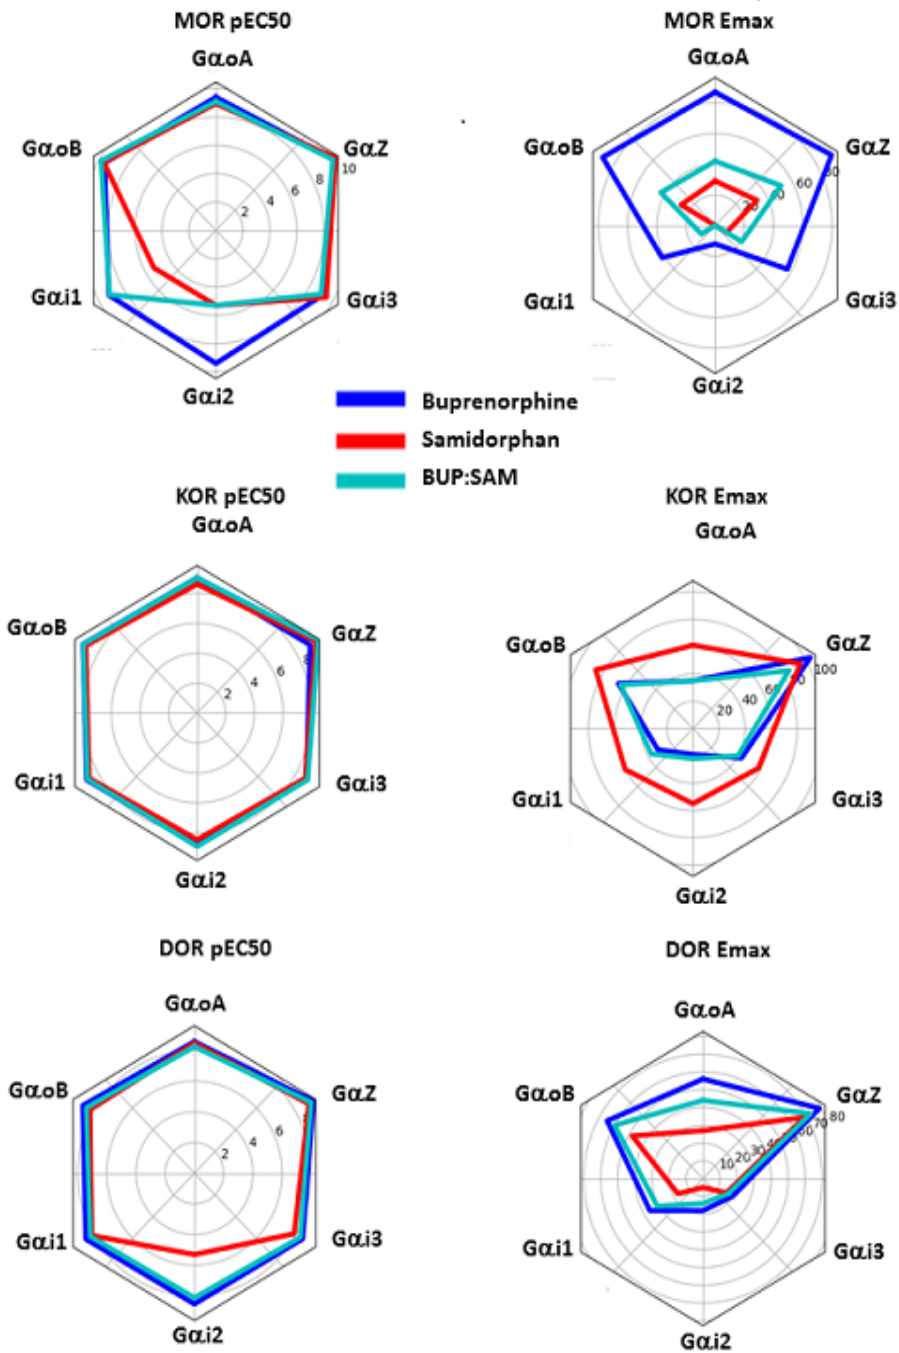 MOR pEC50
MOR Emax
GαoA
GαoA
GαoB
GαZ
GαoB
GαZ
10
8
6
4
2
60
Gαi1
Gαi3
Gαi1
Gαi3
Gαi2
Gαi2
Buprenorphine
Samidorphan
BUP:SAM
KOR pEC50
KOR Emax
GαoA
GαoA
GαoB
GαZ
GαoB
GαZ
6
4
2
100
40
20
Gαi1
Gαi3
Gαi1
Gαi3
Gαi2
Gαi2
DOR pEC50
DOR Emax
GαoA
GαoA
GαoB
GαZ
GαoB
GαZ
6
4
2
80
70
20
10
Gαi1
Gαi3
Gαi1
Gαi3
Gαi2
Gαi2